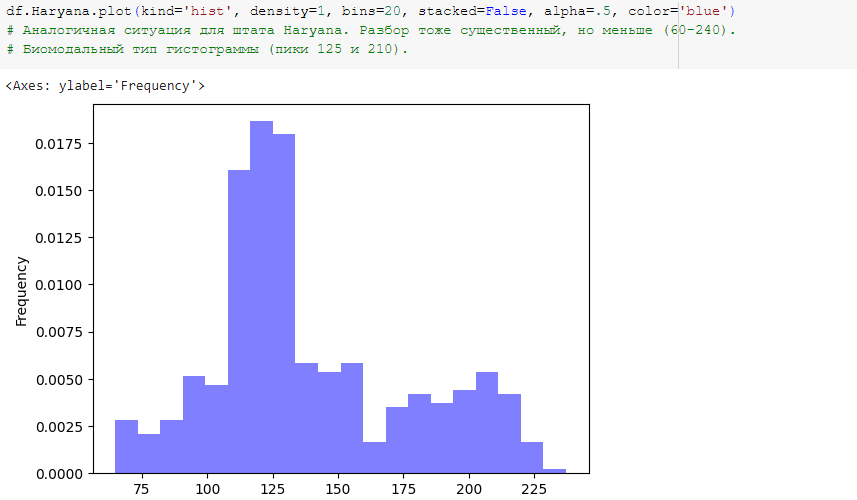 df.Haryana.plot(kind='hist', density=1, bins=20, stacked=False, alpha=.5, color='blue')
# Аналогичная ситуация для штата Haryana. Разбор тоже существенный, но меньше (60-240).
# Биомодальный тип гистограммы (пики 125 и 210).
<Axes: ylabel='Frequency'>
0.0175
0.0150
0.0125
0.0100
0.0075
0.0050
0.0025
0.0000
Frequency
75 100 125 150 175 200 225